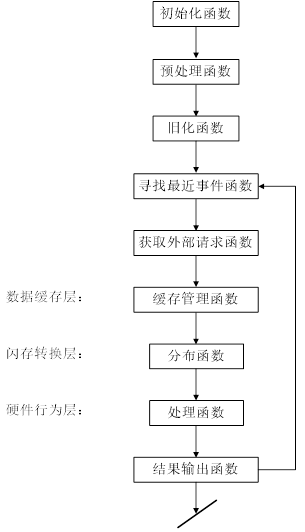 初始化函数
预处理函数
旧化函数
寻找最近事件函数
获取外部请求函数
数据缓存层：
缓存管理函数
闪存转换层：
分布函数
硬件行为层：
处理函数
结果输出函数